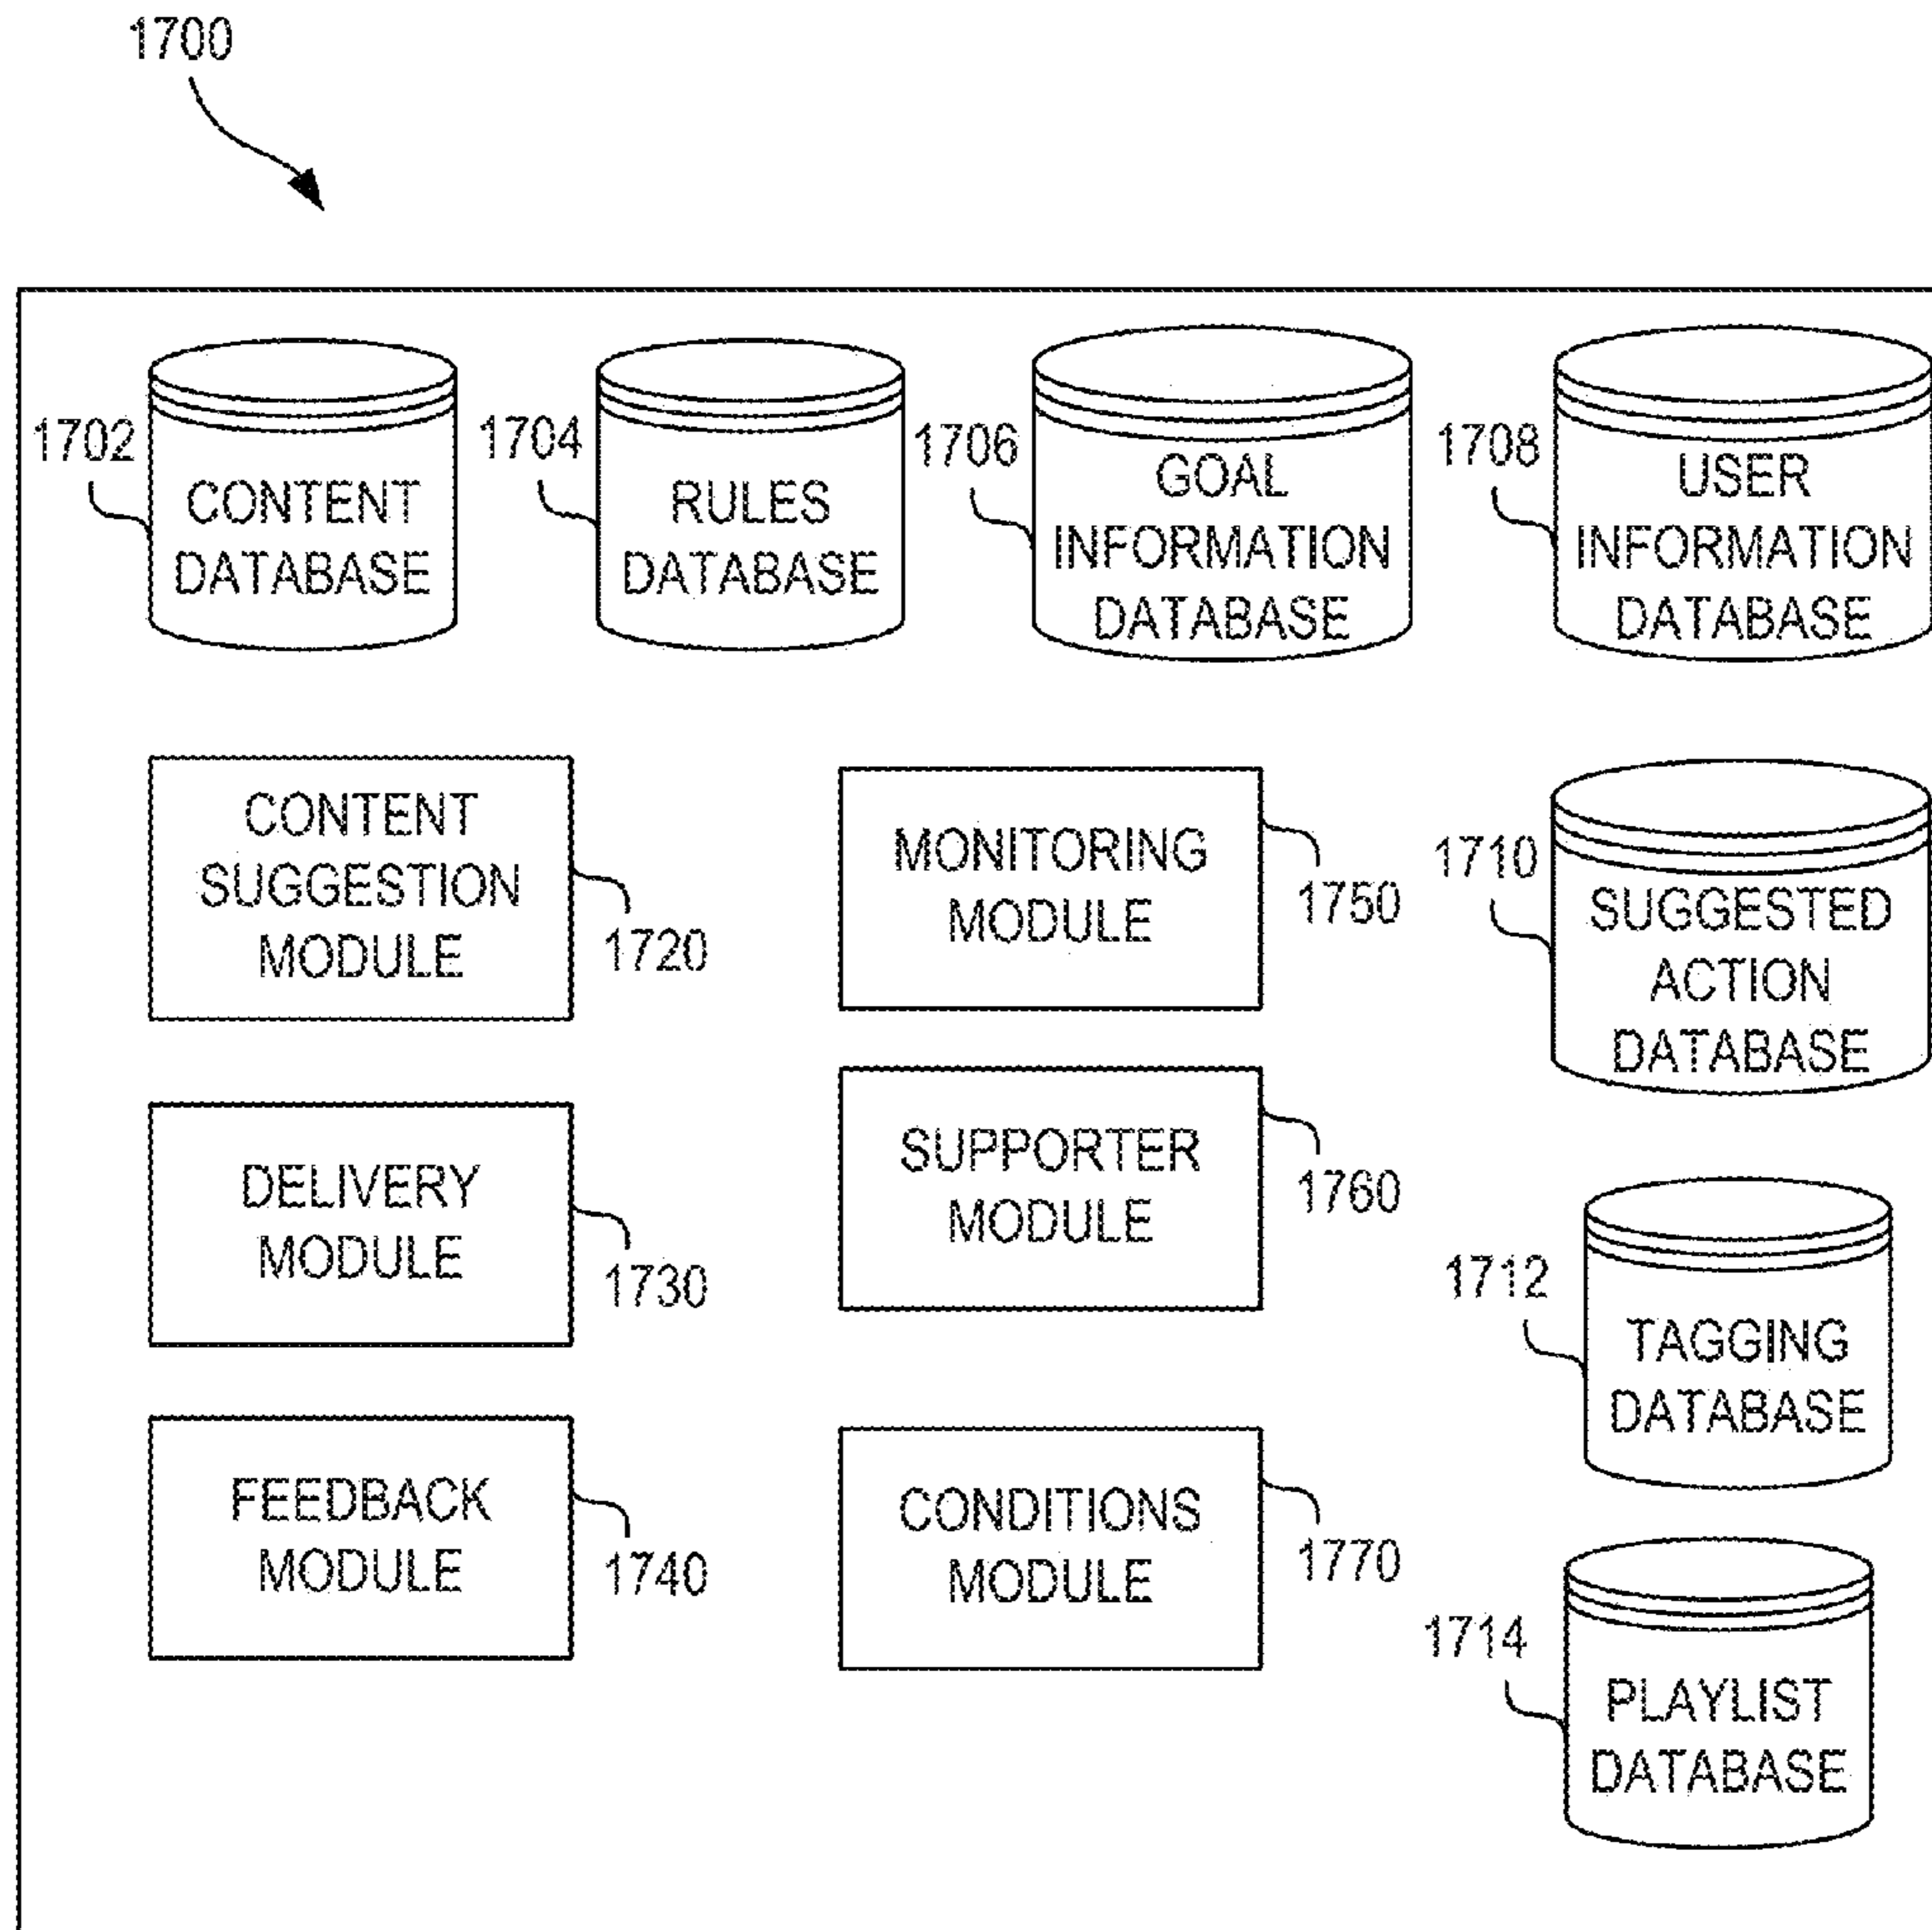 1700
1702
CONTENT
DATABASE
1704
RULES
DATABASE
1706
GOAL
INFORMATION
DATABASE
1708
USER
INFORMATION
DATABASE
CONTENT
SUGGESTION
MODULE
1720
MONITORING
MODULE
1750
1710
SUGGESTED
ACTION
DATABASE
DELIVERY
MODULE
1730
SUPPORTER
MODULE
1760
1712
TAGGING
DATABASE
FEEDBACK
MODULE
1740
CONDITIONS
MODULE
1770
1714
PLAYLIST
DATABASE